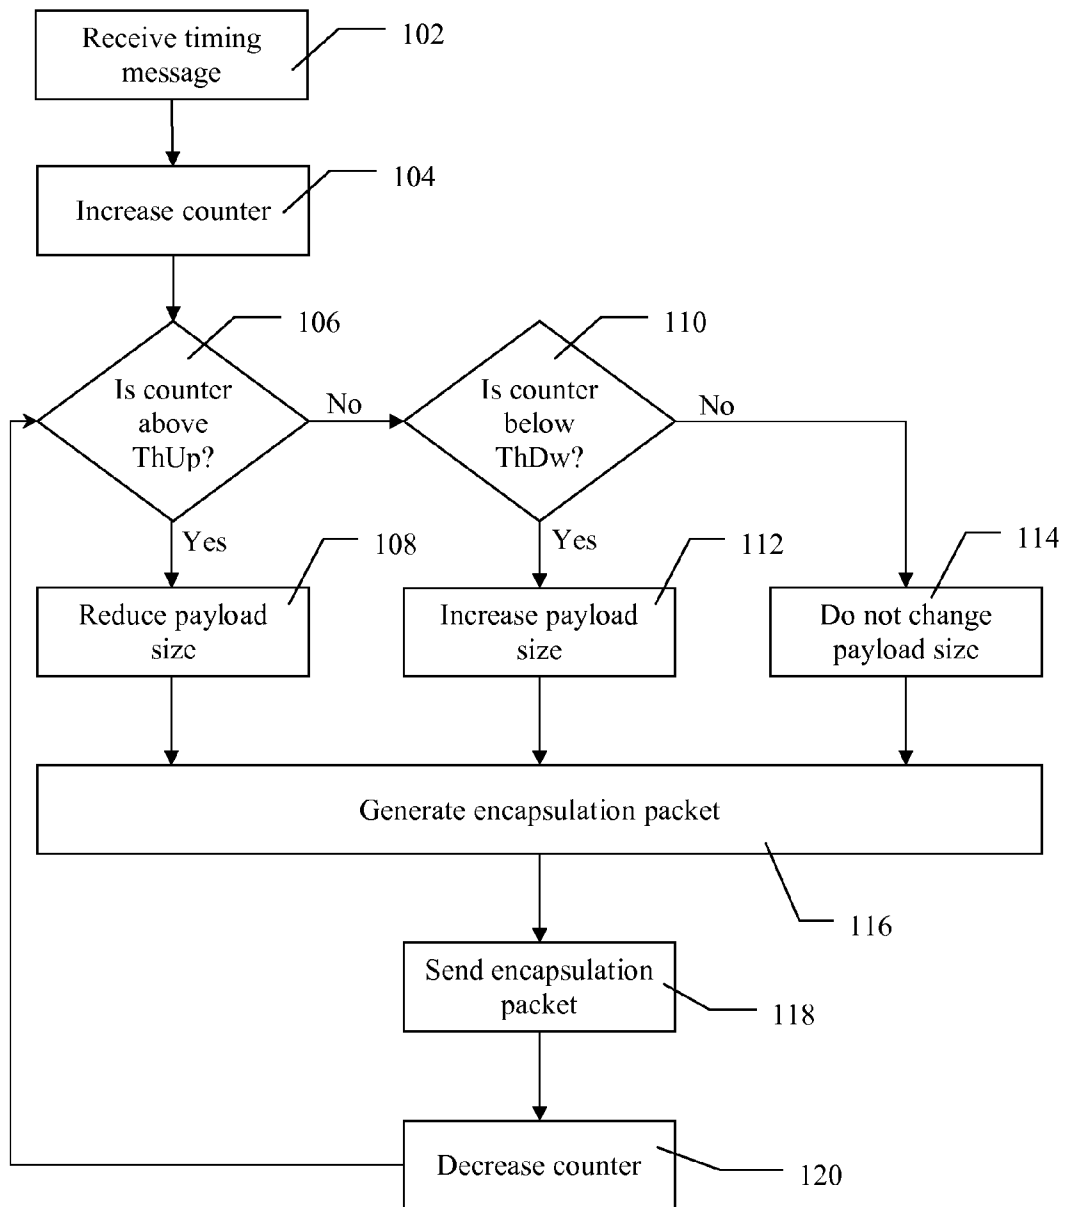 Receive timing
message
102
Increase counter
104
106
Is counter
above
ThUp?
No
110
Is counter
below
ThDw?
No
Yes
108
Reduce payload
size
Yes
112
Increase payload
size
114
Do not change
payload size
Generate encapsulation packet
116
Send encapsulation
packet
118
Decrease counter
120